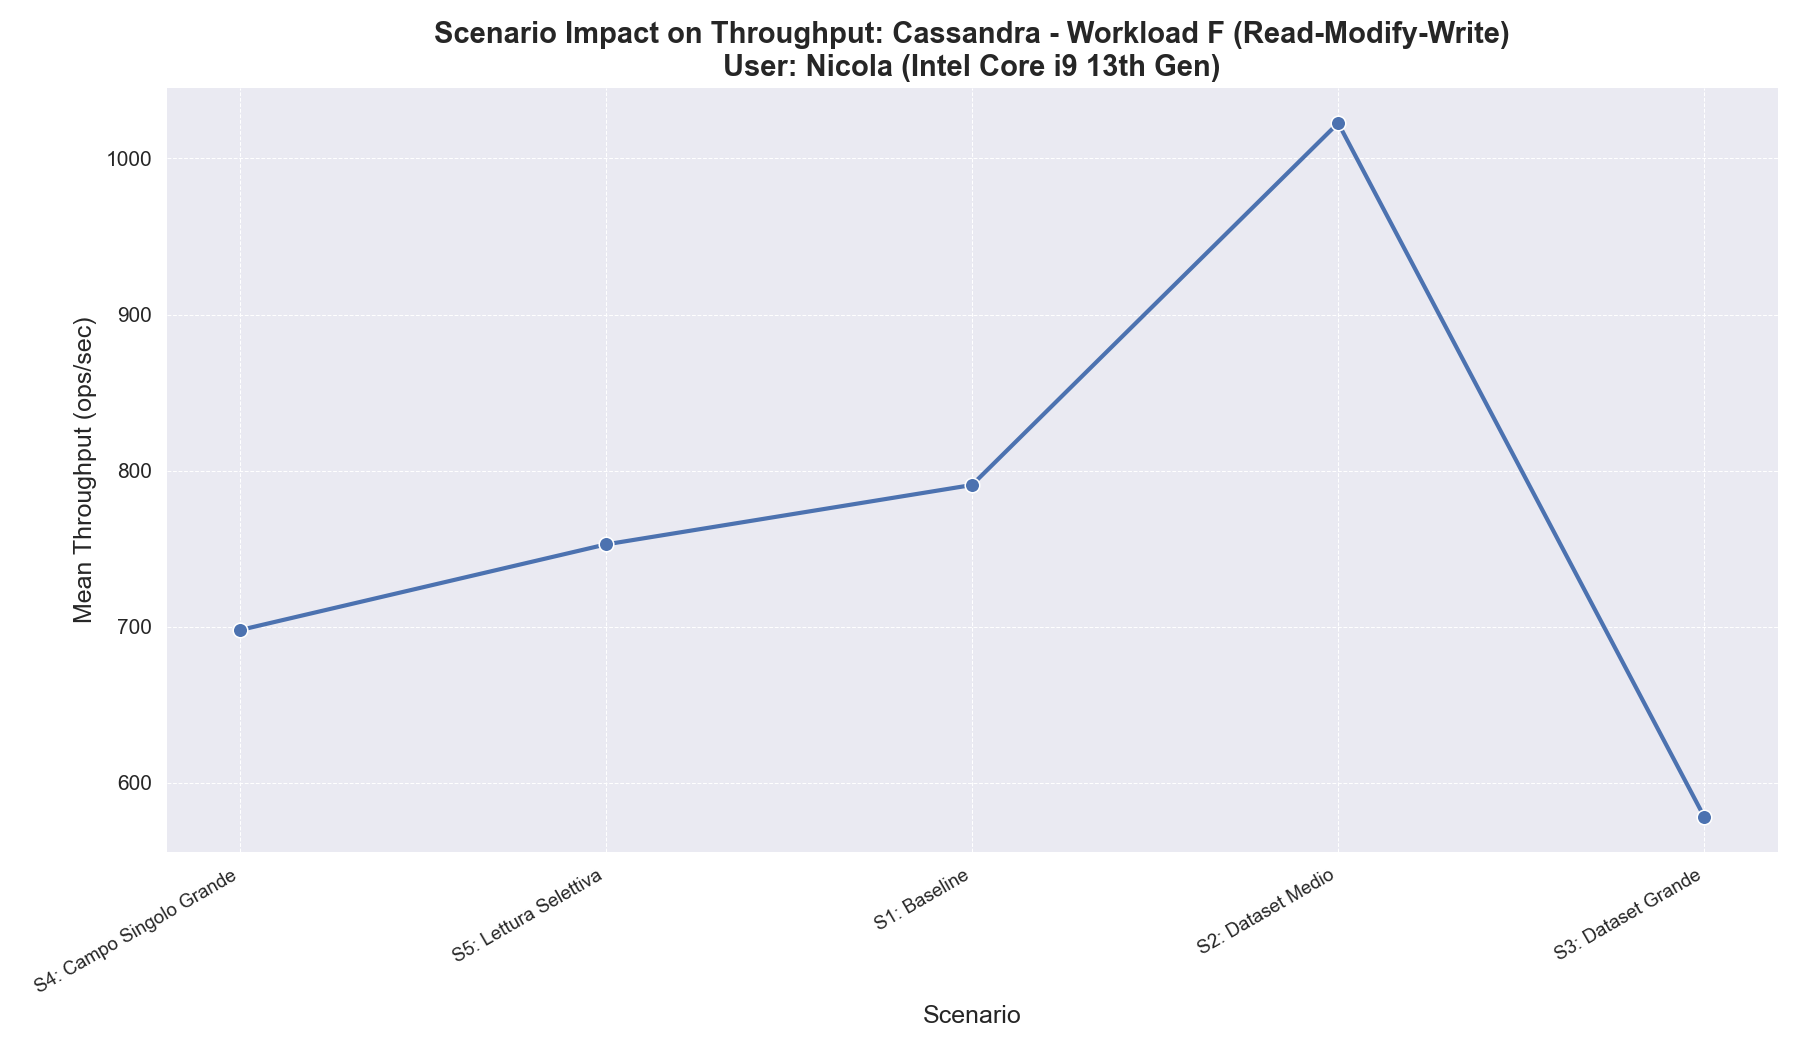 Scenario Impact on Throughput: Cassandra - Workload F (Read-Modify-Write)
User: Nicola (Intel Core i9 13th Gen)
Mean Throughput (ops/sec)
1000
900
800
700
600
S4: Campo Singolo Grande
S5: Lettura Selettiva
S1: Baseline
S2: Dataset Medio
S3: Dataset Grande
Scenario